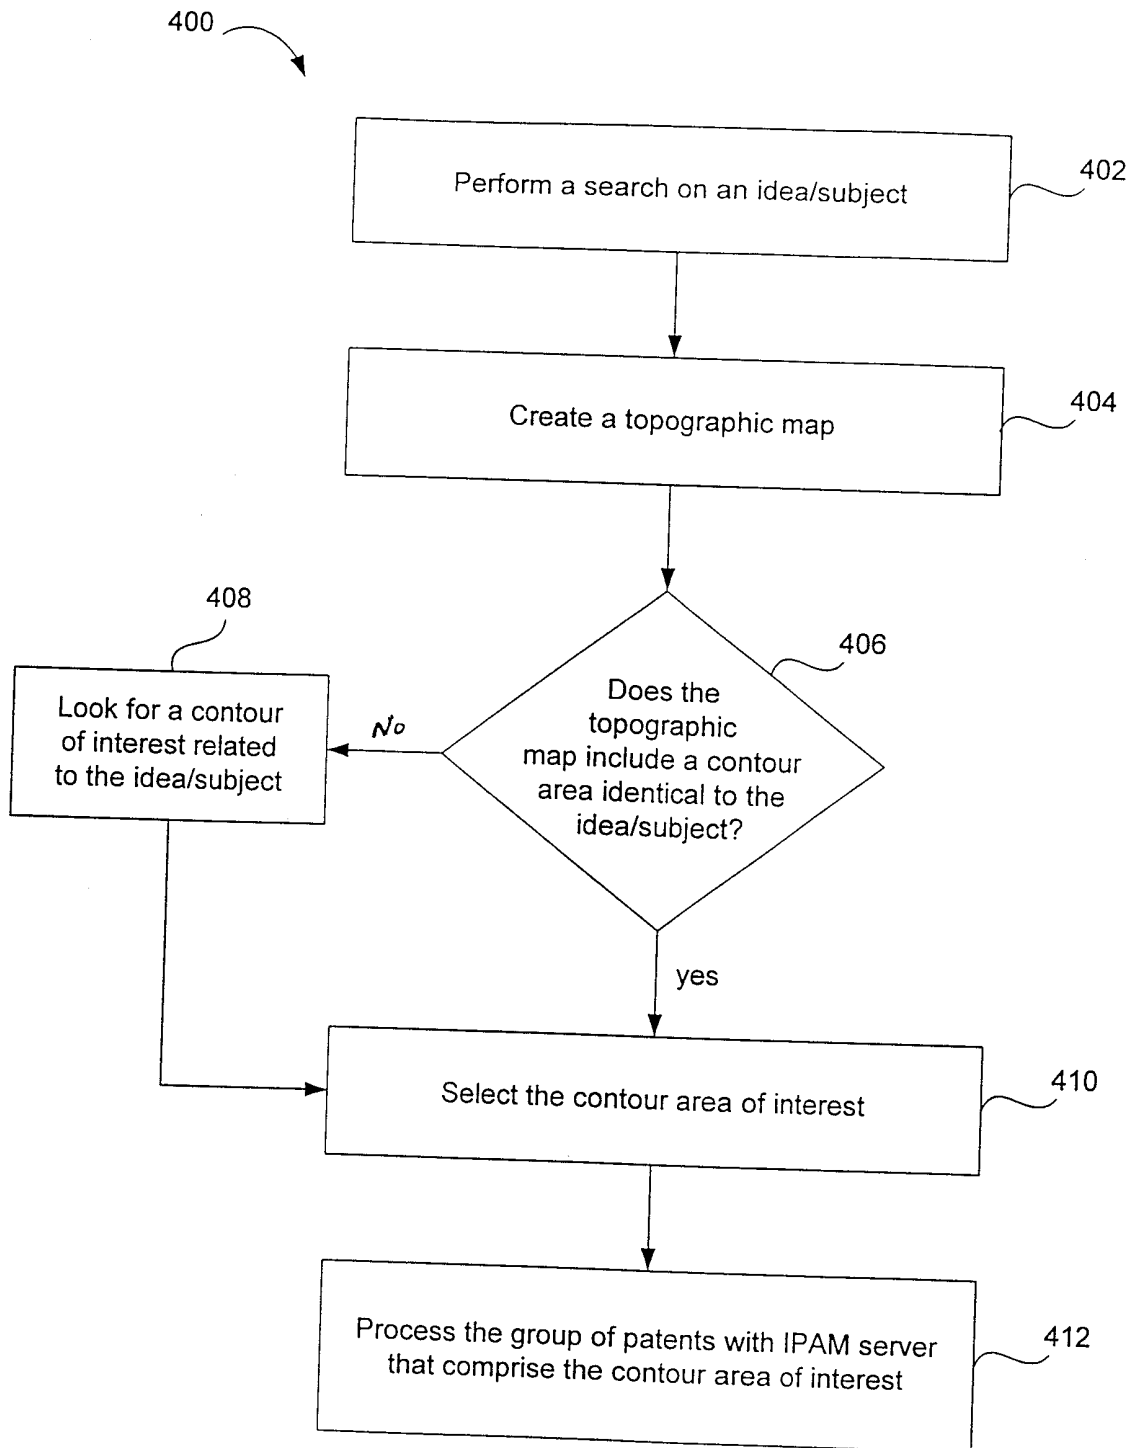 400
Perform a search on an idea/subject
402
Create a topographic map
404
408
406
Does the
topographic
map include a contour
area identical to the
idea/subject?
Look for a contour
of interest related
to the idea/subject
No
yes
Select the contour area of interest
410
Process the group of patents with IPAM server
that comprise the contour area of interest
412